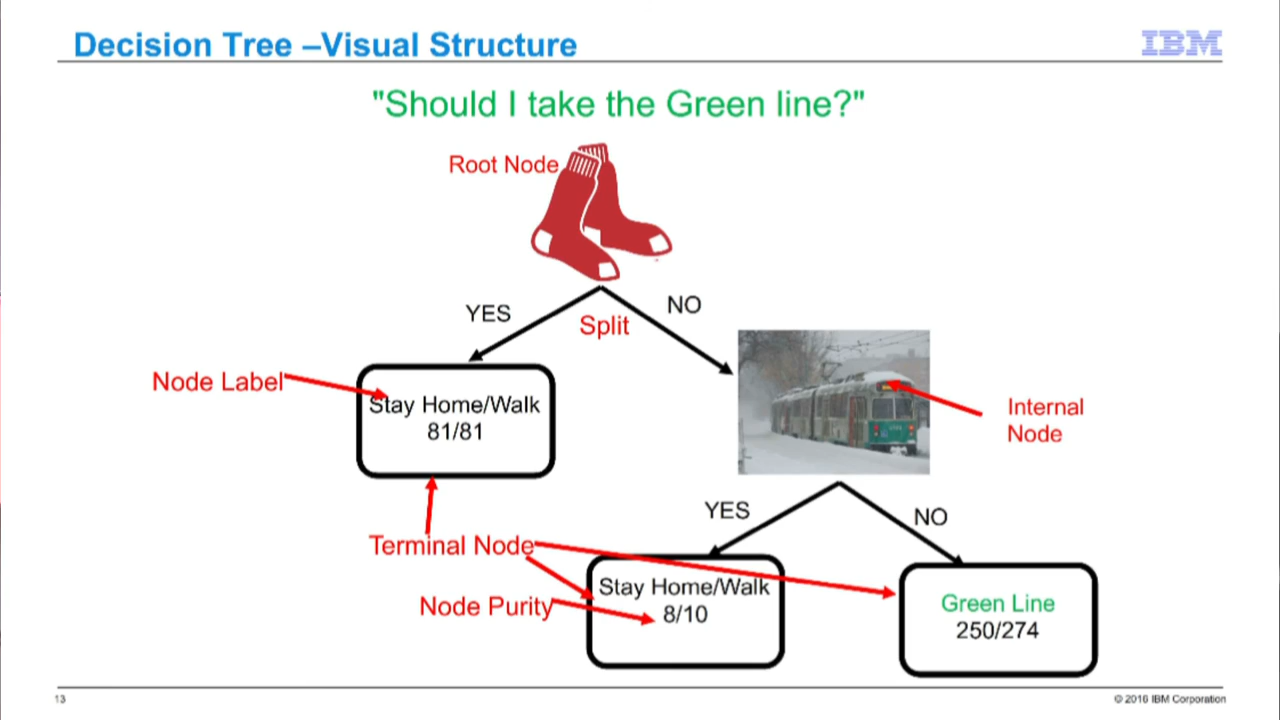 Decision Tree –Visual Structure
IBM
"Should I take the Green line?"
Root Node
YES
NO
Split
Node Label
Stay Home/Walk
81/81
Internal
Node
YES
NO
Terminal Node
Stay Home/Walk
8/10
Node Purity
Green Line
250/274
13
© 2016 IBM Corporation